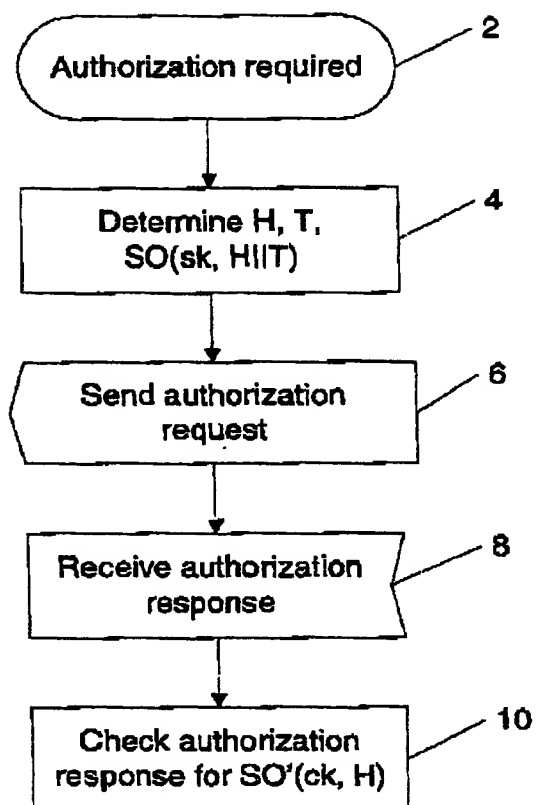 Authorization required
2
Determine H, T,
SO(sk, H||T)
4
Send authorization
request
6
Receive authorization
response
8
Check authorization
response for SO'(ck, H)
10